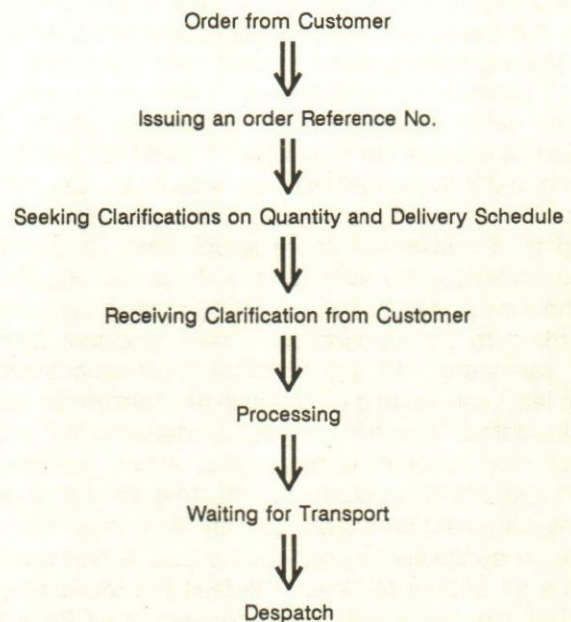 Order from Customer
Issuing an order Reference No.
Seeking Clarifications on Quantity and Delivery Schedule
Receiving Clarification from Customer
Processing
Waiting for Transport
Despatch